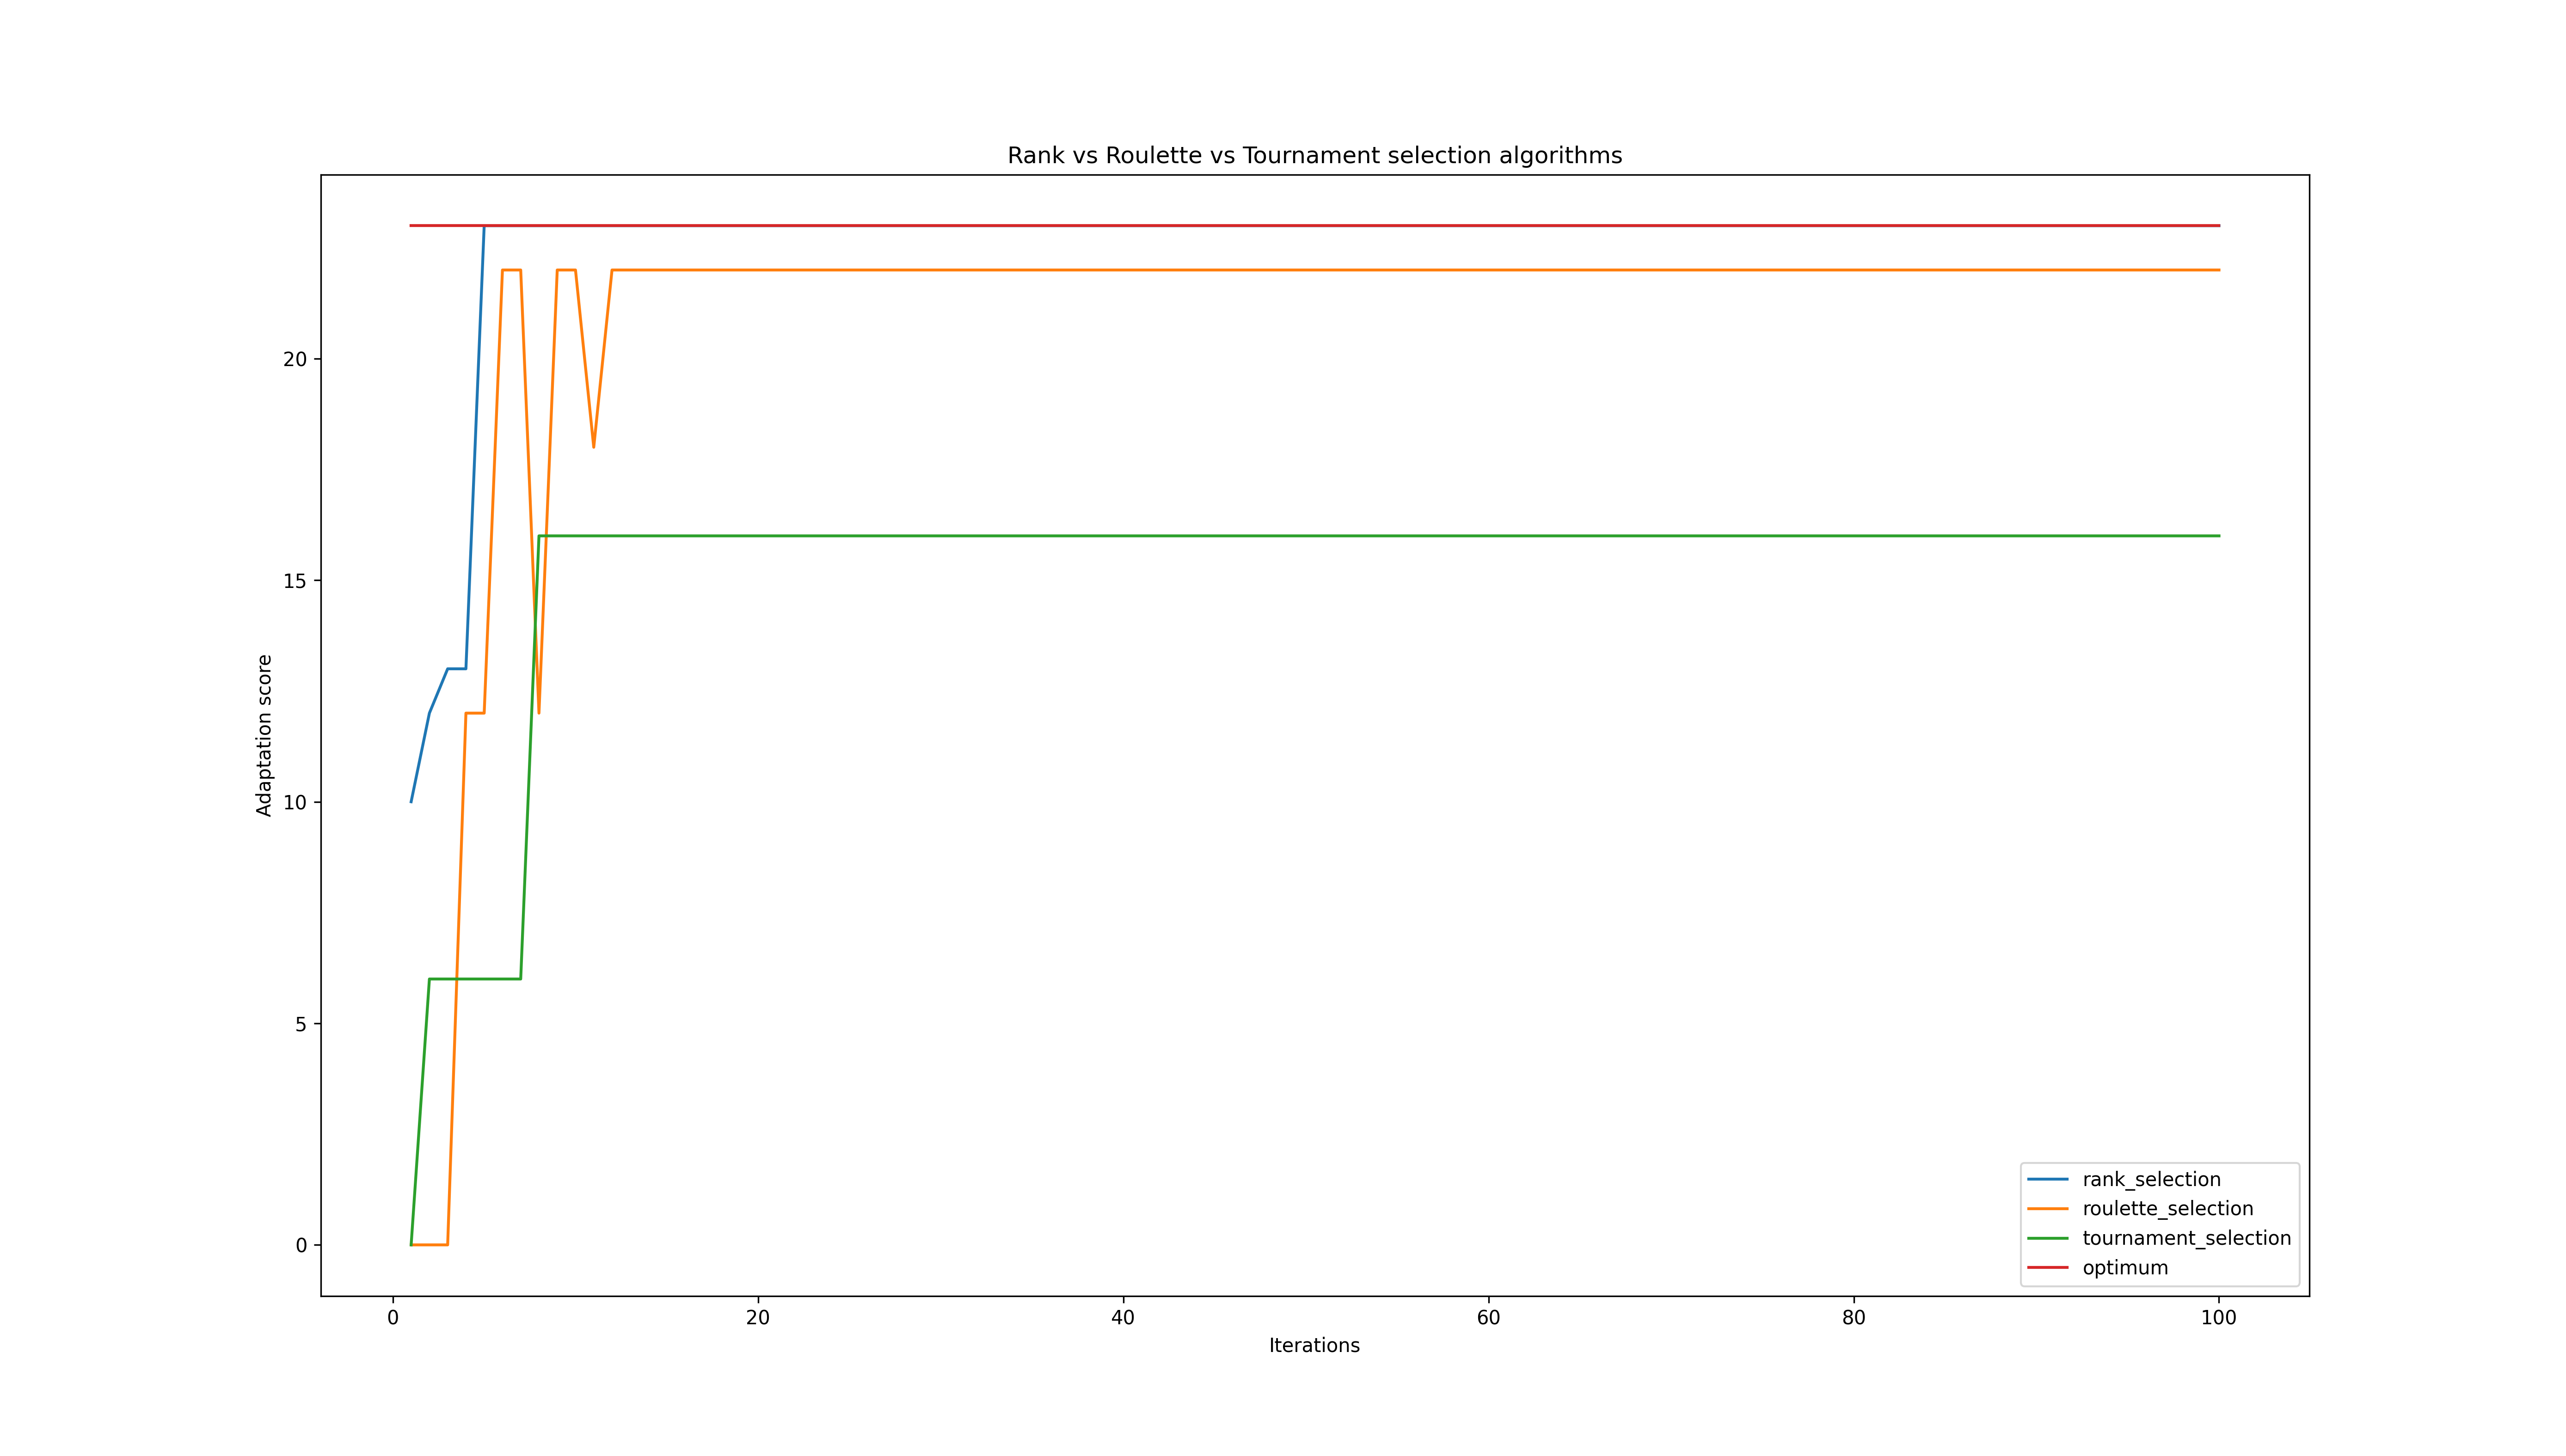 Rank vs Roulette vs Tournament selection algorithms
20
15
10
5
0
Adaptation score
0 20 40 60 80 100
Iterations
rank_selection
roulette_selection
tournament_selection
optimum